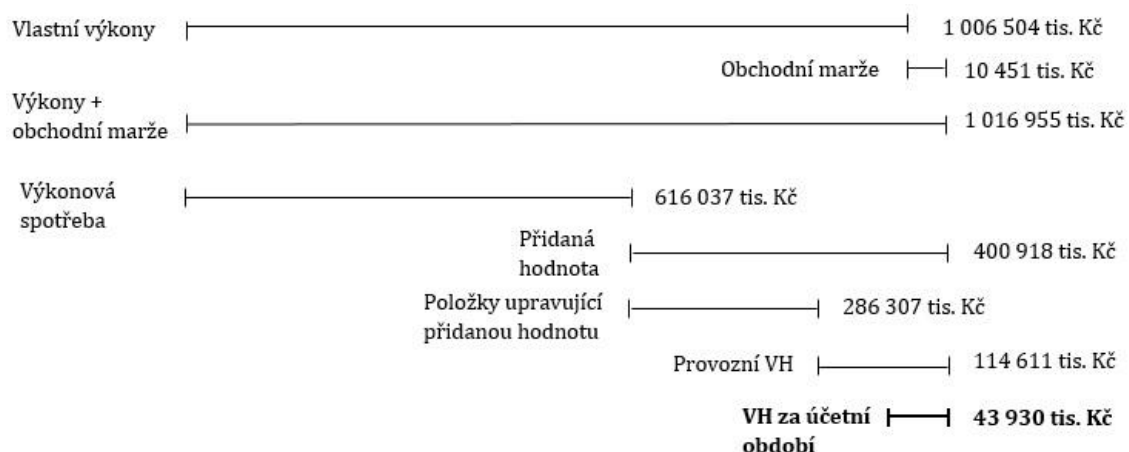 Vlastní výkony
1 006 504 tis. Kč
Obchodní marže
10 451 tis. Kč
Výkony +
obchodní marže
1 016 955 tis. Kč
Výkonová
spotřeba
616 037 tis. Kč
Přidaná
hodnota
400 918 tis. Kč
Položky upravující
přidanou hodnotu
286 307 tis. Kč
Provozní VH
114 611 tis. Kč
VH za účetní
období
43 930 tis. Kč